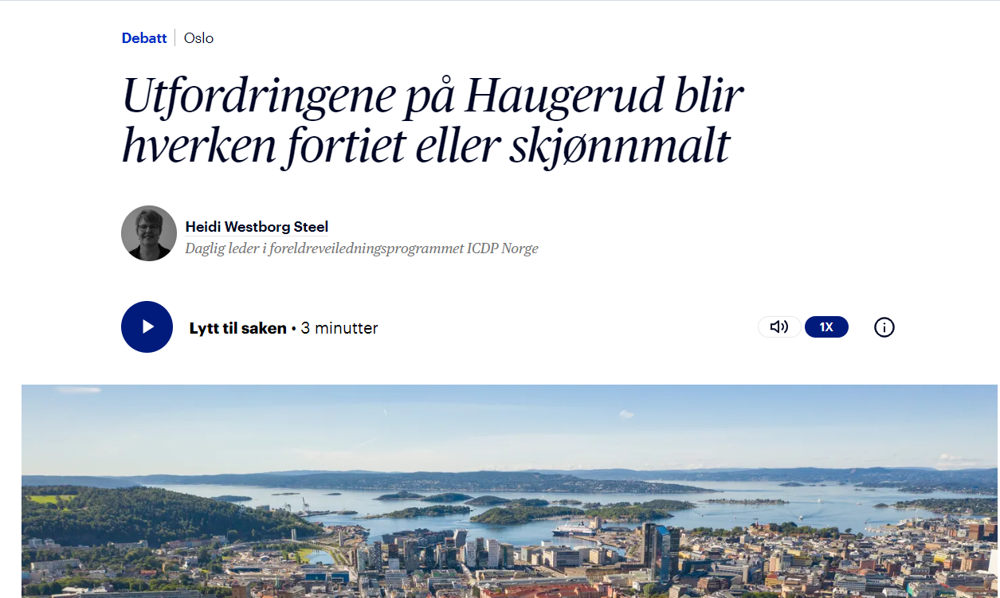 Debatt | Oslo
Utfordringene på Haugerud blir
hverken fortiet eller skjønnmalt
Heidi Westborg Steel
Daglig leder i foreldreveiledningsprogrammet ICDP Norge
Lytt til saken • 3 minutter
1X